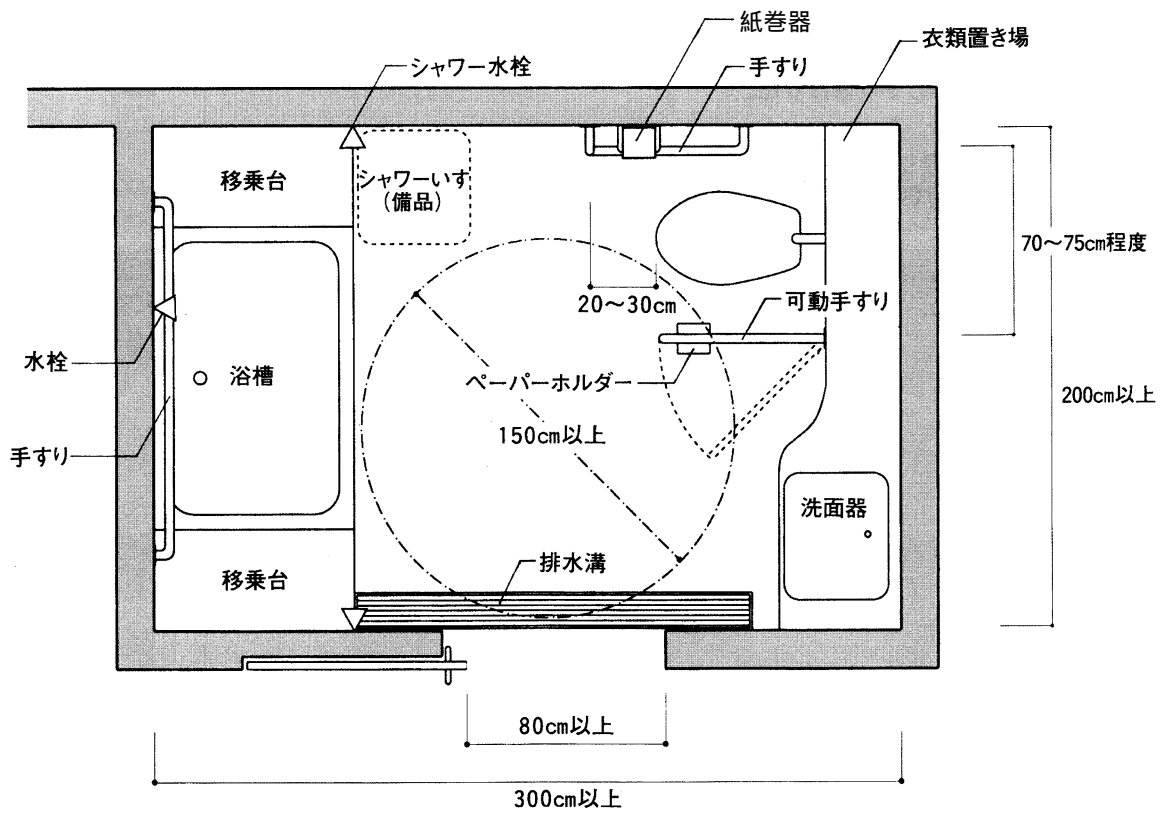 紙巻器
衣類置き場
シャワー水栓
手すり
移乗台
シャワーいす
(備品)
70～75cm程度
20～30cm
可動手すり
水栓
浴槽
ペーパーホルダー
200cm以上
150cm以上
手すり
洗面器
排水溝
移乗台
80cm以上
300cm以上